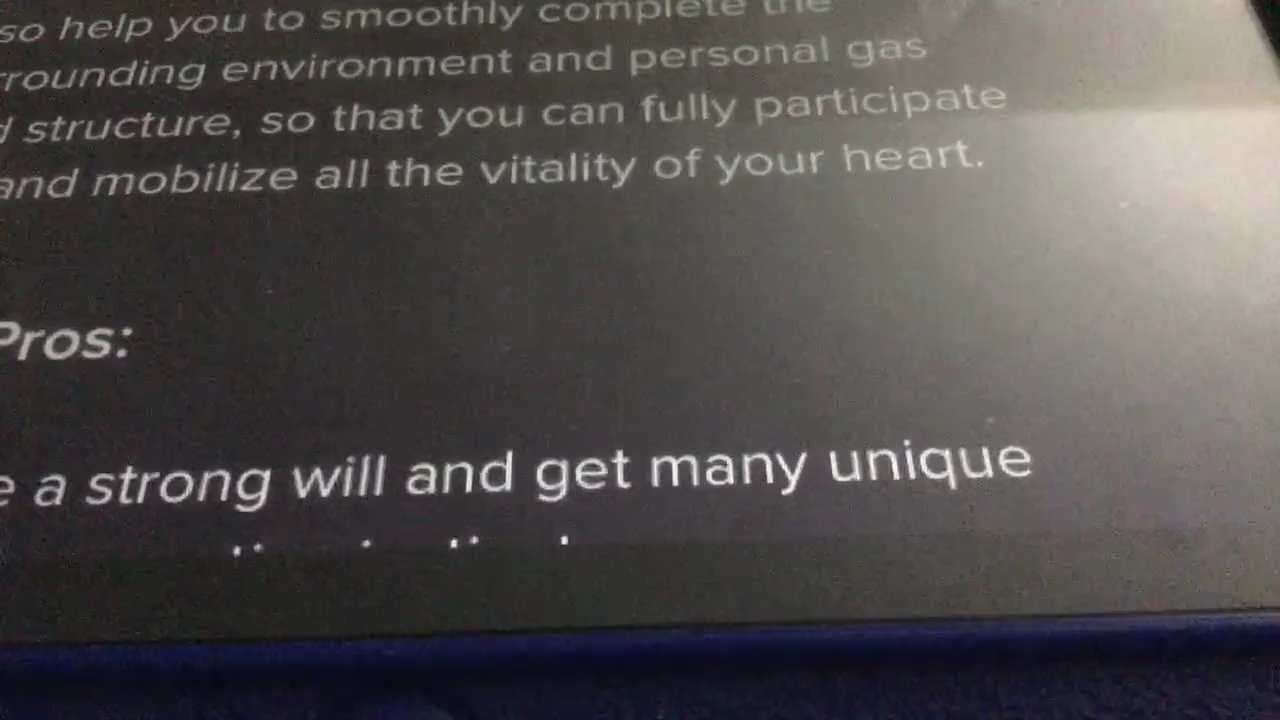 so help you to smoothly complete the
rounding environment and personal gas
structure, so that you can fully participate
and mobilize all the vitality of your heart.
Pros:
a strong will and get many unique